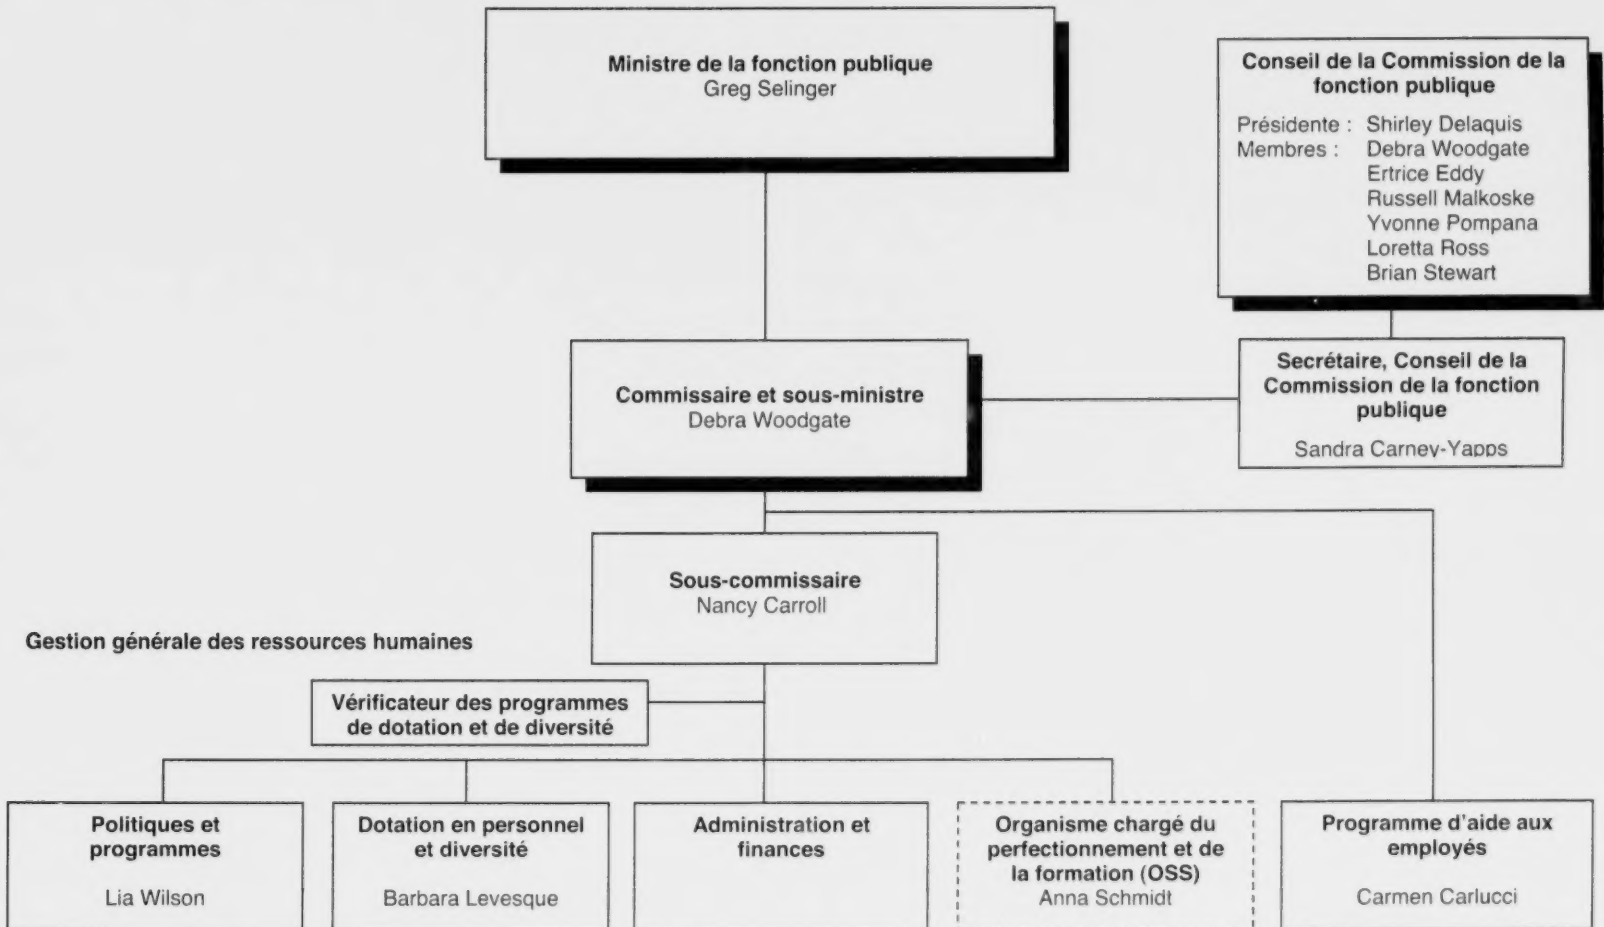 Ministre de la fonction publique
Greg Selinger
Conseil de la Commission de la
fonction publique
Présidente : Shirley Delaquis
Membres : Debra Woodgate
Ertrice Eddy
Russell Malkoske
Yvonne Pompana
Loretta Ross
Brian Stewart
Commissaire et sous-ministre
Debra Woodgate
Secrétaire, Conseil de la
Commission de la fonction
publique
Sandra Carney-Yapps
Sous-commissaire
Nancy Carroll
Gestion générale des ressources humaines
Vérificateur des programmes
de dotation et de diversité
Politiques et
programmes
Lia Wilson
Dotation en personnel
et diversité
Barbara Levesque
Administration et
finances
Organisme chargé du
perfectionnement et de
la formation (OSS)
Anna Schmidt
Programme d'aide aux
employés
Carmen Carlucci